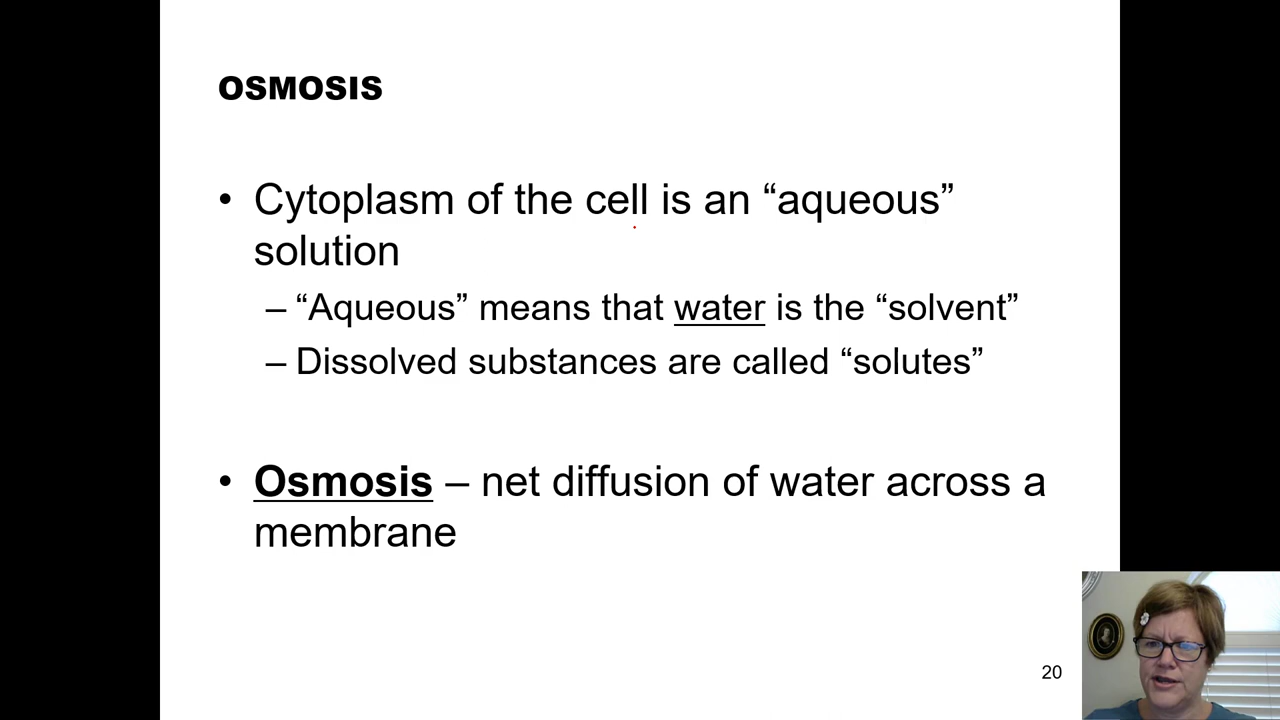 OSMOSIS
• Cytoplasm of the cell is an “aqueous”
solution
– “Aqueous” means that water is the “solvent”
– Dissolved substances are called “solutes”
• Osmosis – net diffusion of water across a
membrane
20